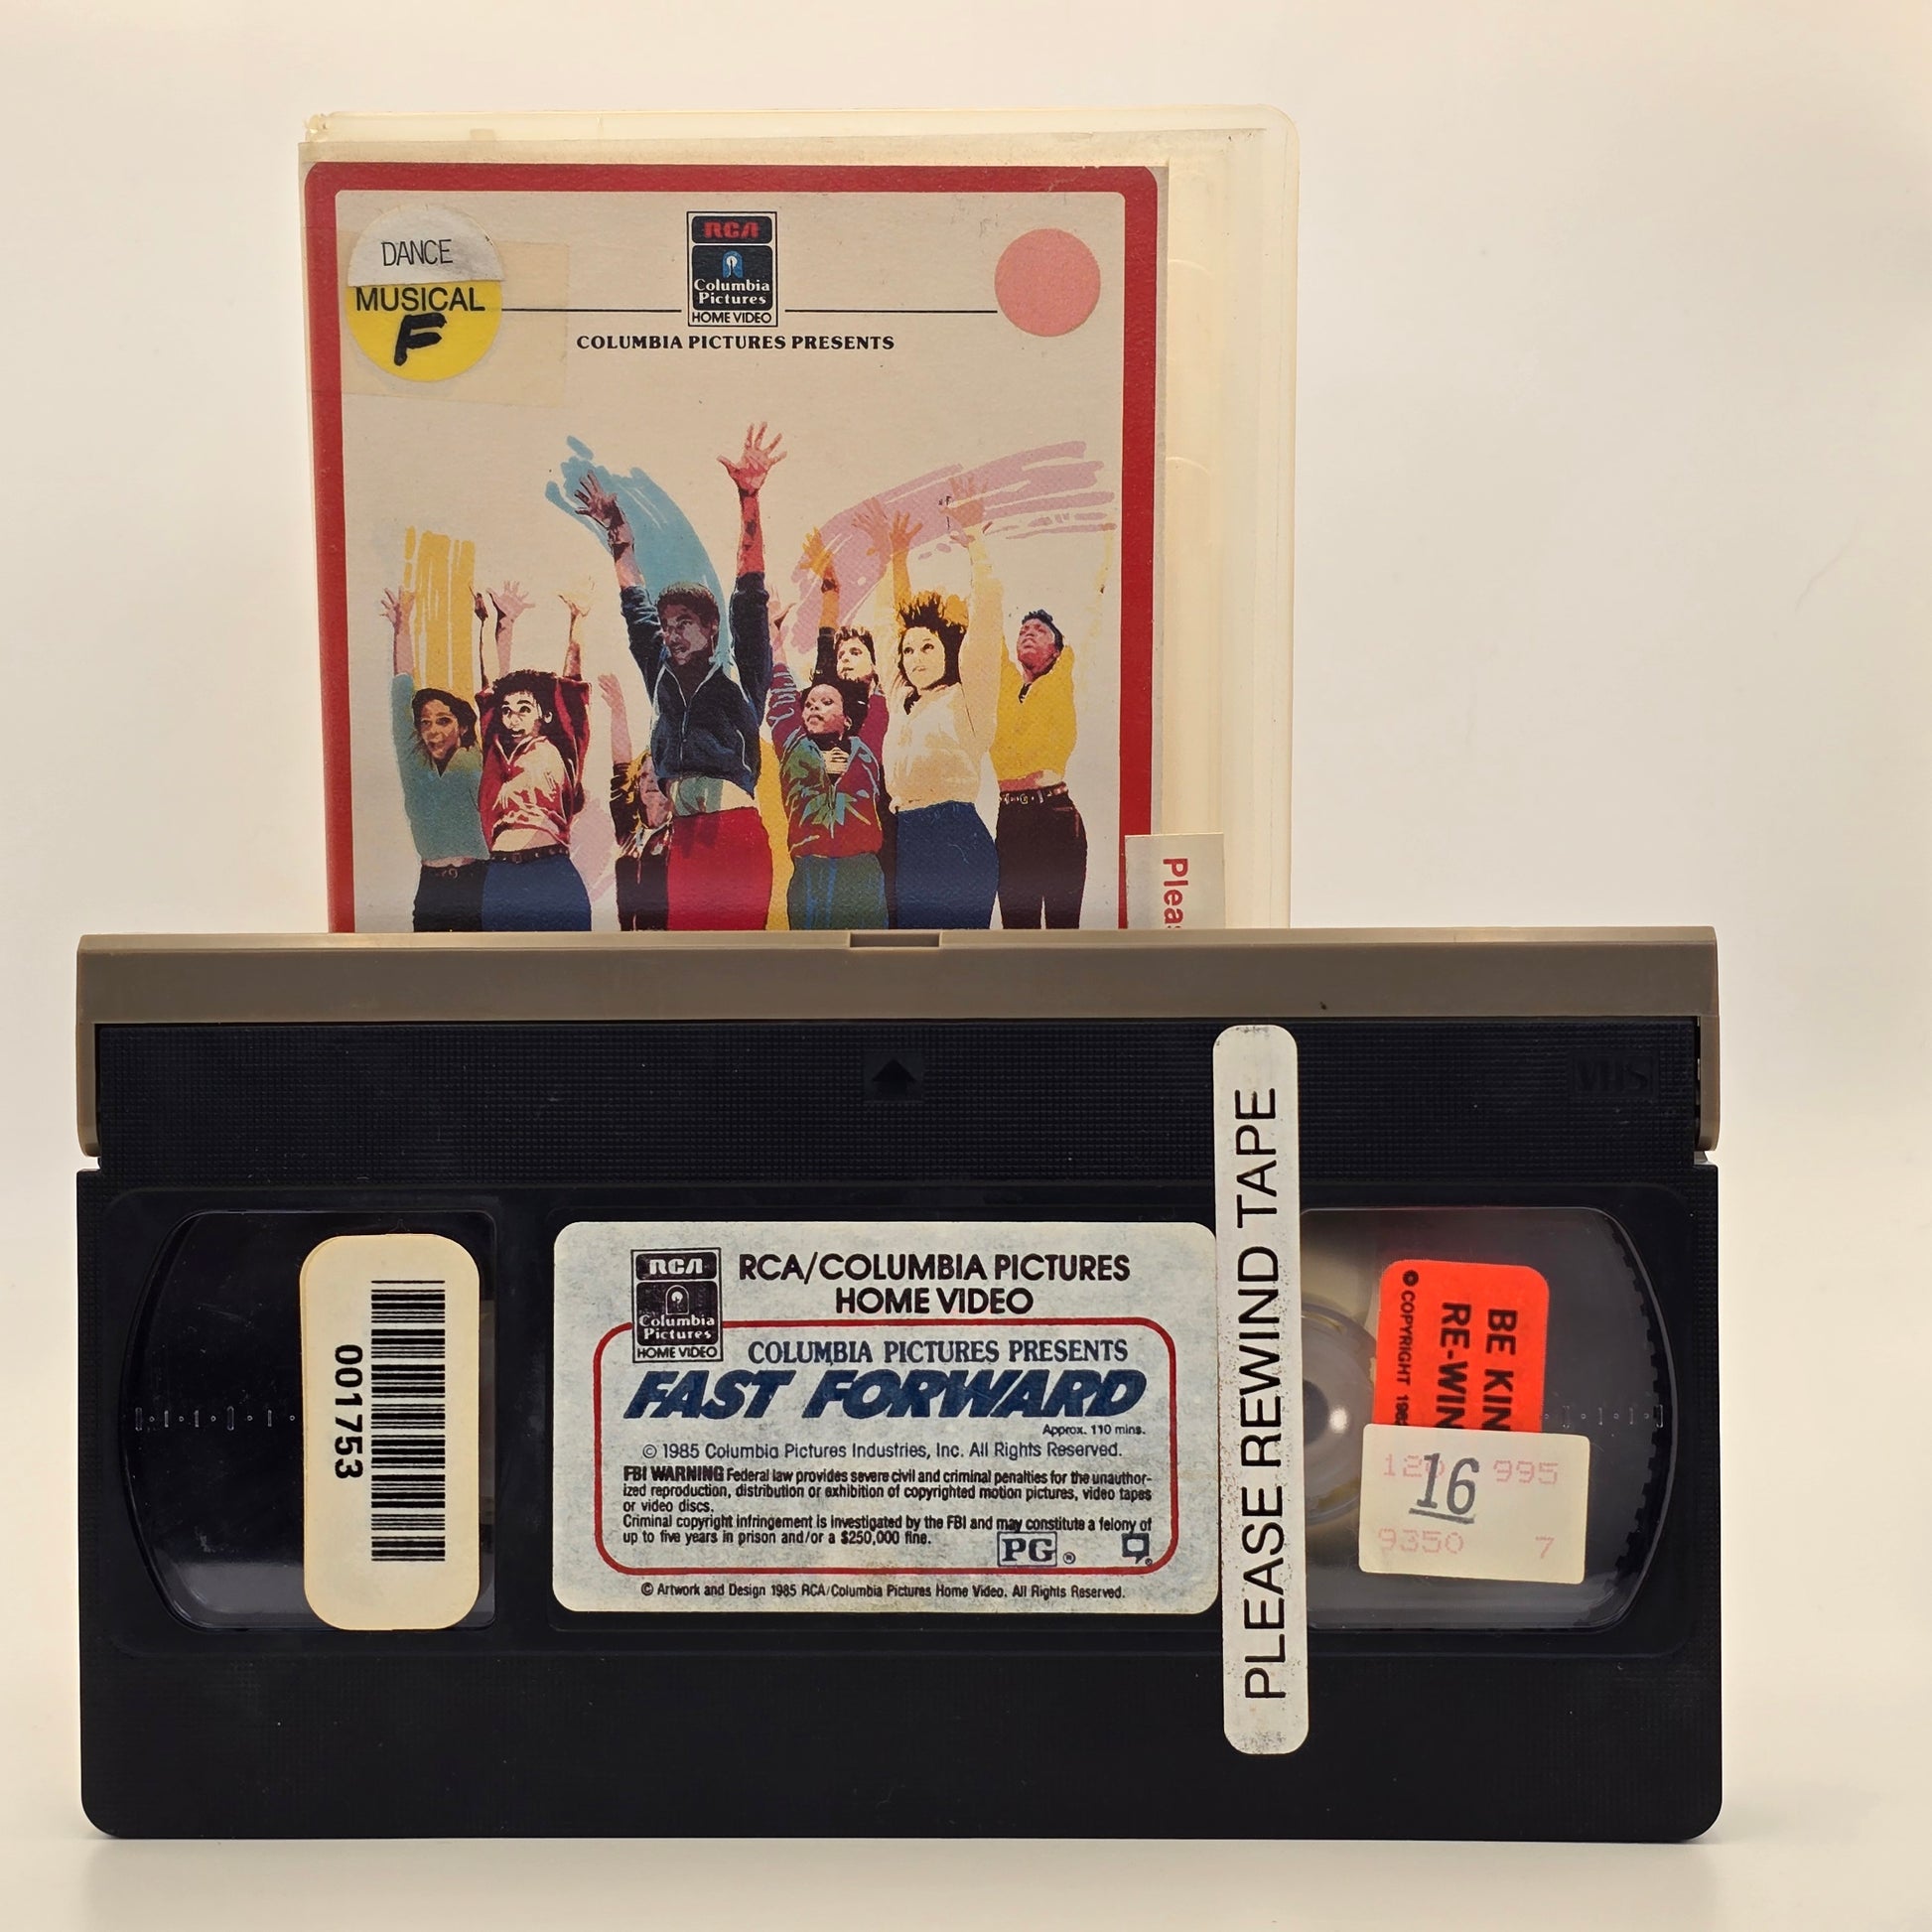 DANCE
MUSICAL
F
RCA
Columbia
Pictures
HOME VIDEO
COLUMBIA PICTURES PRESENTS
Pleas
VHS
PLEASE REWIND TAPE
001753
RCA
Columbia
Pictures
HOME VIDEO
RCA/COLUMBIA PICTURES
HOME VIDEO
COLUMBIA PICTURES PRESENTS
FAST FORWARD
Approx. 110 mins.
© 1985 Columbia Pictures Industries, Inc. All Rights Reserved.
FBI WARNING Federal law provides severe civil and criminal penalties for the unauthor-
ized reproduction, distribution or exhibition of copyrighted motion pictures, video tapes
or video discs.
Criminal copyright infringement is investigated by the FBI and may constitute a felony of
up to five years in prison and/or a $250,000 fine.
PG ®
© Artwork and Design 1985 RCA/Columbia Pictures Home Video. All Rights Reserved.
BE KIN
RE-WIN
© COPYRIGHT 198
16
995
9350 7